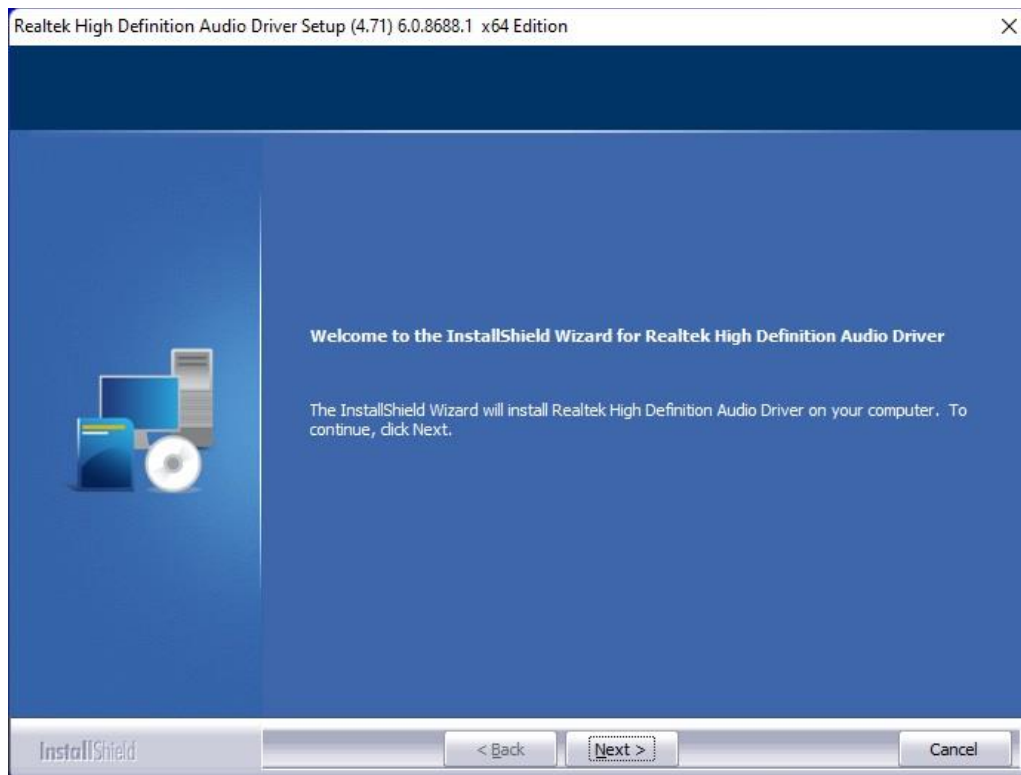 Realtek High Definition Audio Driver Setup (4.71) 6.0.8688.1 x64 Edition
Welcome to the InstallShield Wizard for Realtek High Definition Audio Driver
The InstallShield Wizard will install Realtek High Definition Audio Driver on your computer. To
continue, click Next.
InstallShield
< Back
Next >
Cancel